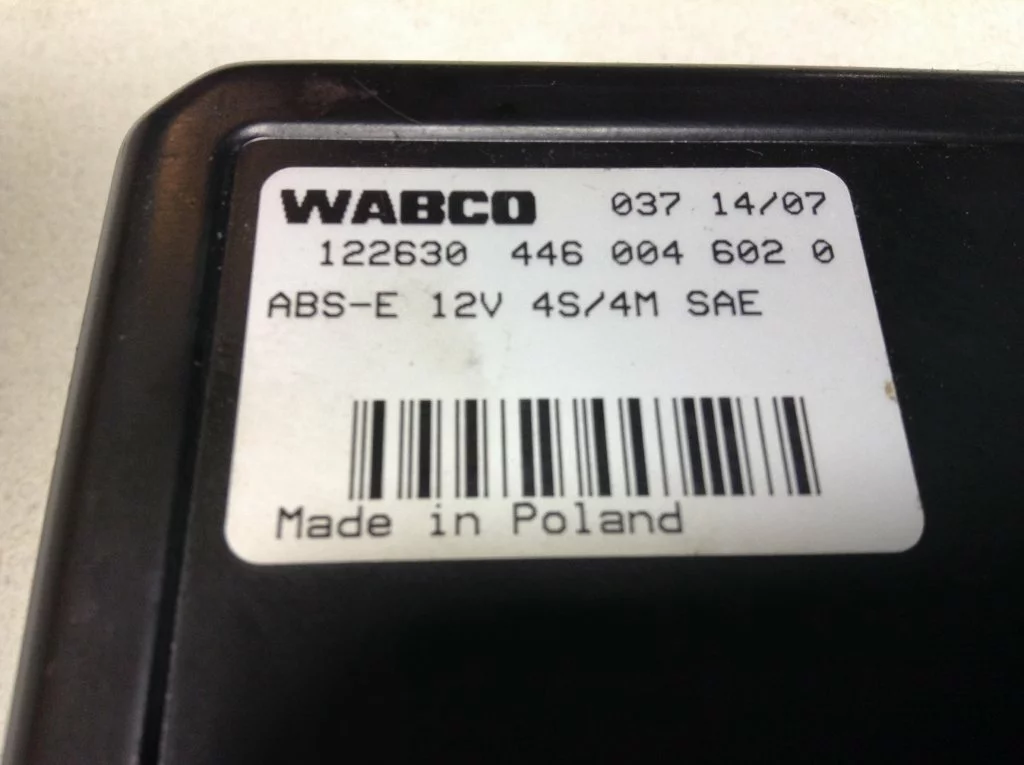 WABCO 037 14/07
122630 446 004 602 0
ABS-E 12V 4S/4M SAE
Made in Poland